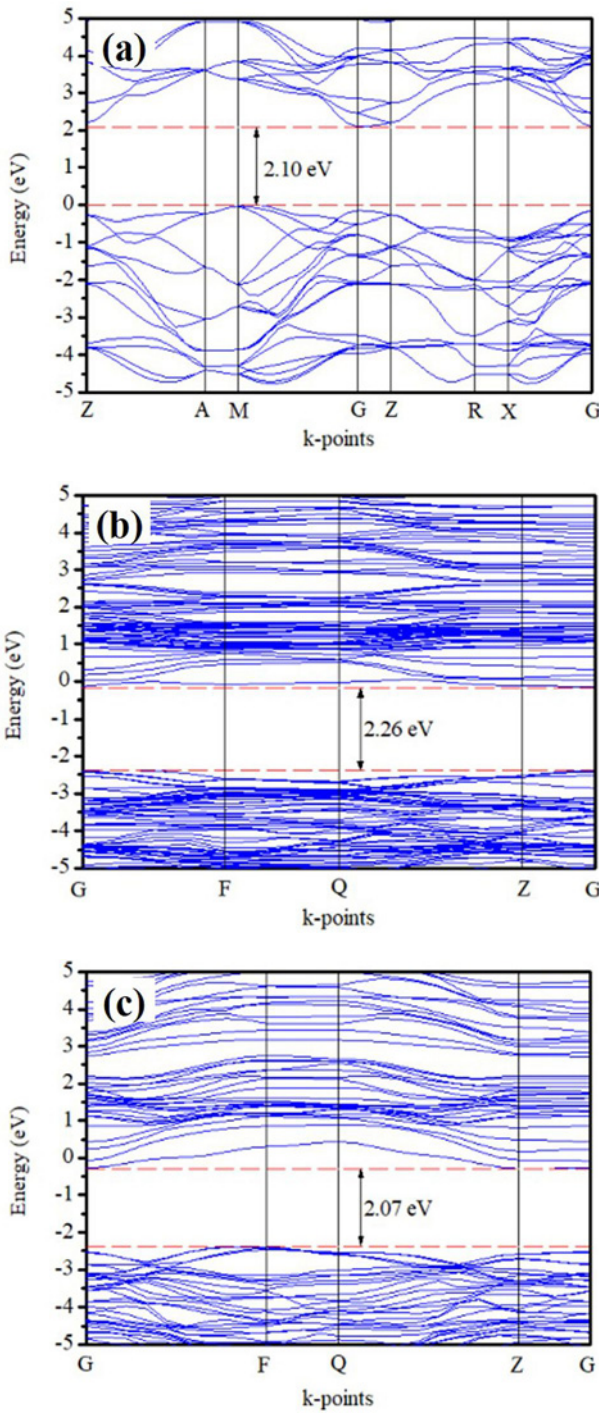 (a)
5
4
3
2
1
0
-1
-2
-3
-4
-5
Energy (eV)
2.10 eV
Z A M G Z R X G
k-points
(b)
5
4
3
2
1
0
-1
-2
-3
-4
-5
Energy (eV)
2.26 eV
G F Q Z G
k-points
(c)
5
4
3
2
1
0
-1
-2
-3
-4
-5
Energy (eV)
2.07 eV
G F Q Z G
k-points